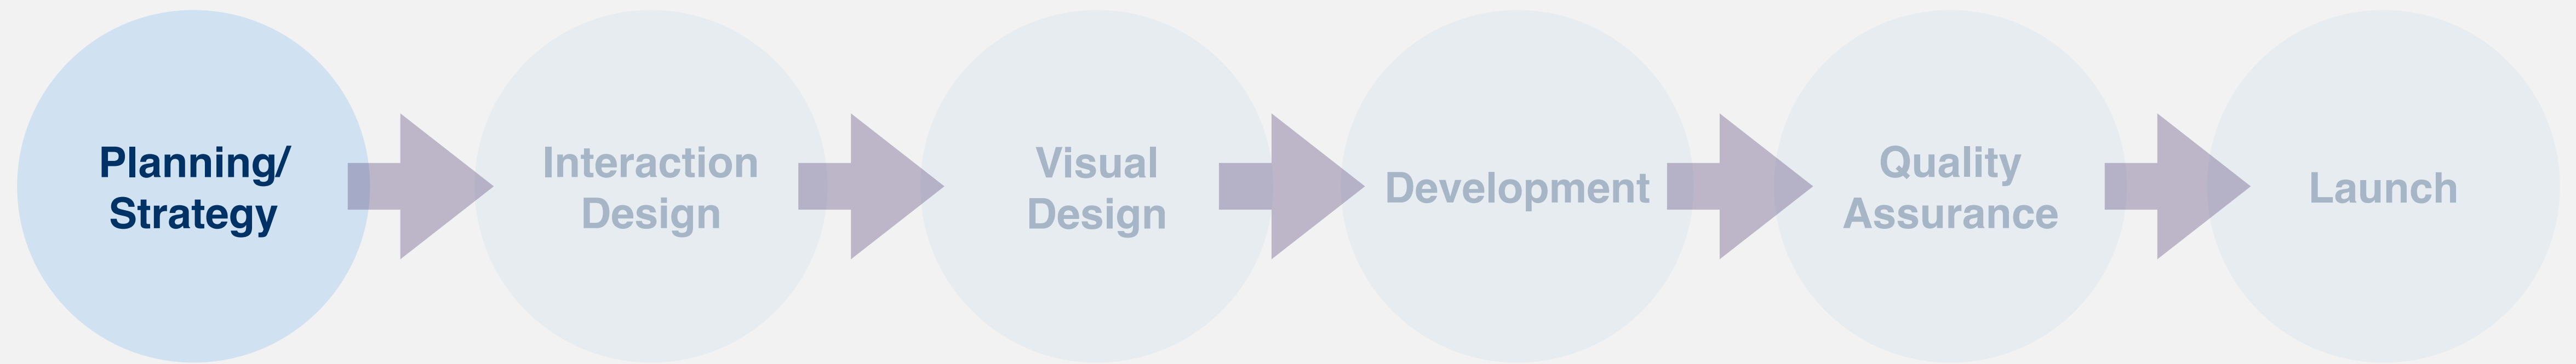 Planning/
Strategy
Interaction
Design
Visual
Design
Development
Quality
Assurance
Launch